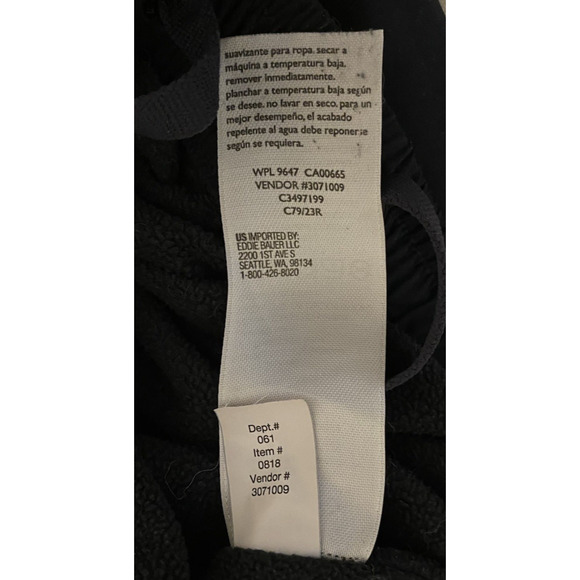 suavizante para ropa. secar a
máquina a temperatura baja.
remover inmediatamente.
planchar a temperatura baja según
se desee. no lavar en seco. para un
mejor desempeño, el acabado
repelente al agua debe reponerse
según se requiera.
WPL 9647 CA00665
VENDOR #3071009
C3497199
C79/23R
US IMPORTED BY:
EDDIE BAUER LLC
2200 1ST AVE S
SEATTLE, WA, 98134
1-800-426-8020
Dept.#
061
Item #
0818
Vendor #
3071009